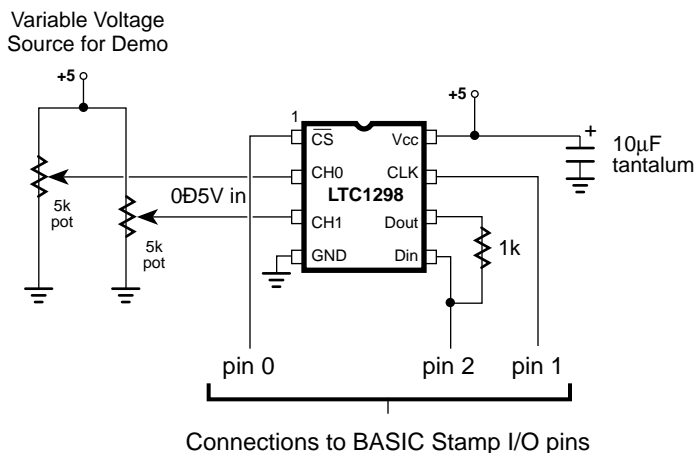 Variable Voltage
Source for Demo
+5
5k
pot
5k
pot
0Ð5V in
1
CS
CH0
CH1
GND
LTC1298
Vcc
CLK
Dout
Din
+5
+
10µF
tantalum
1k
pin 0
pin 2
pin 1
Connections to BASIC Stamp I/O pins